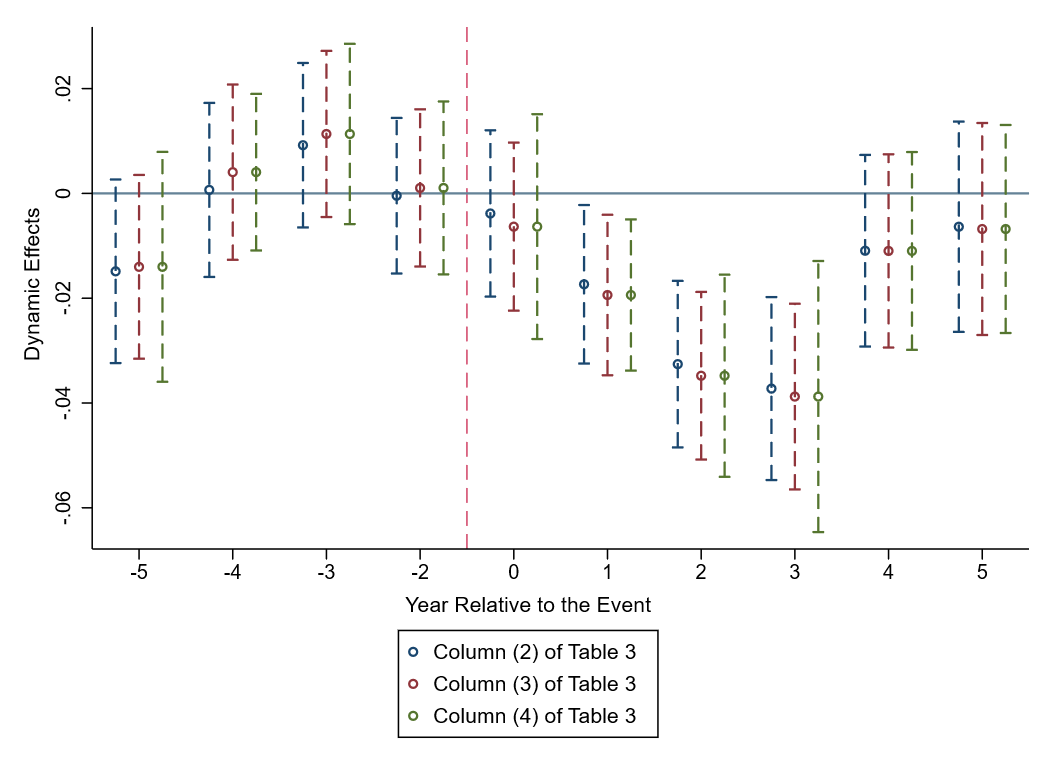 Dynamic Effects
.02
0
-.02
-.04
-.06
-5 -4 -3 -2 0 1 2 3 4 5
Year Relative to the Event
Column (2) of Table 3
Column (3) of Table 3
Column (4) of Table 3